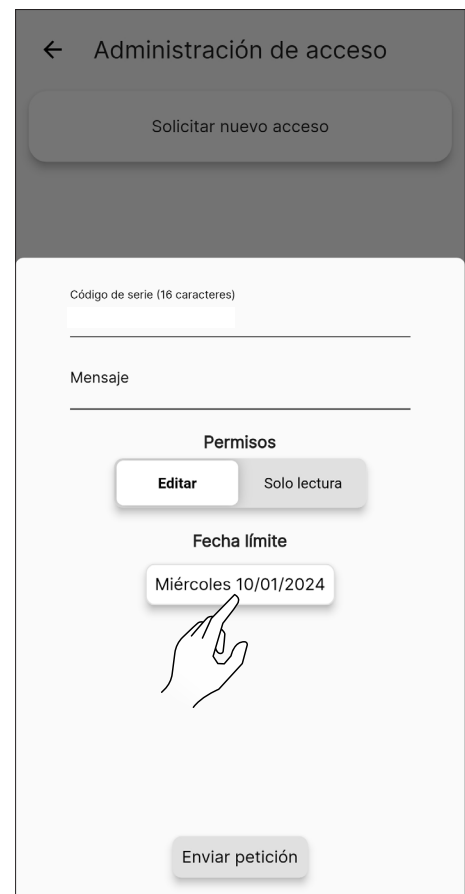 Administración de acceso
Solicitar nuevo acceso
Código de serie (16 caracteres)
Mensaje
Permisos
Editar Solo lectura
Fecha límite
Miércoles 10/01/2024
Enviar petición